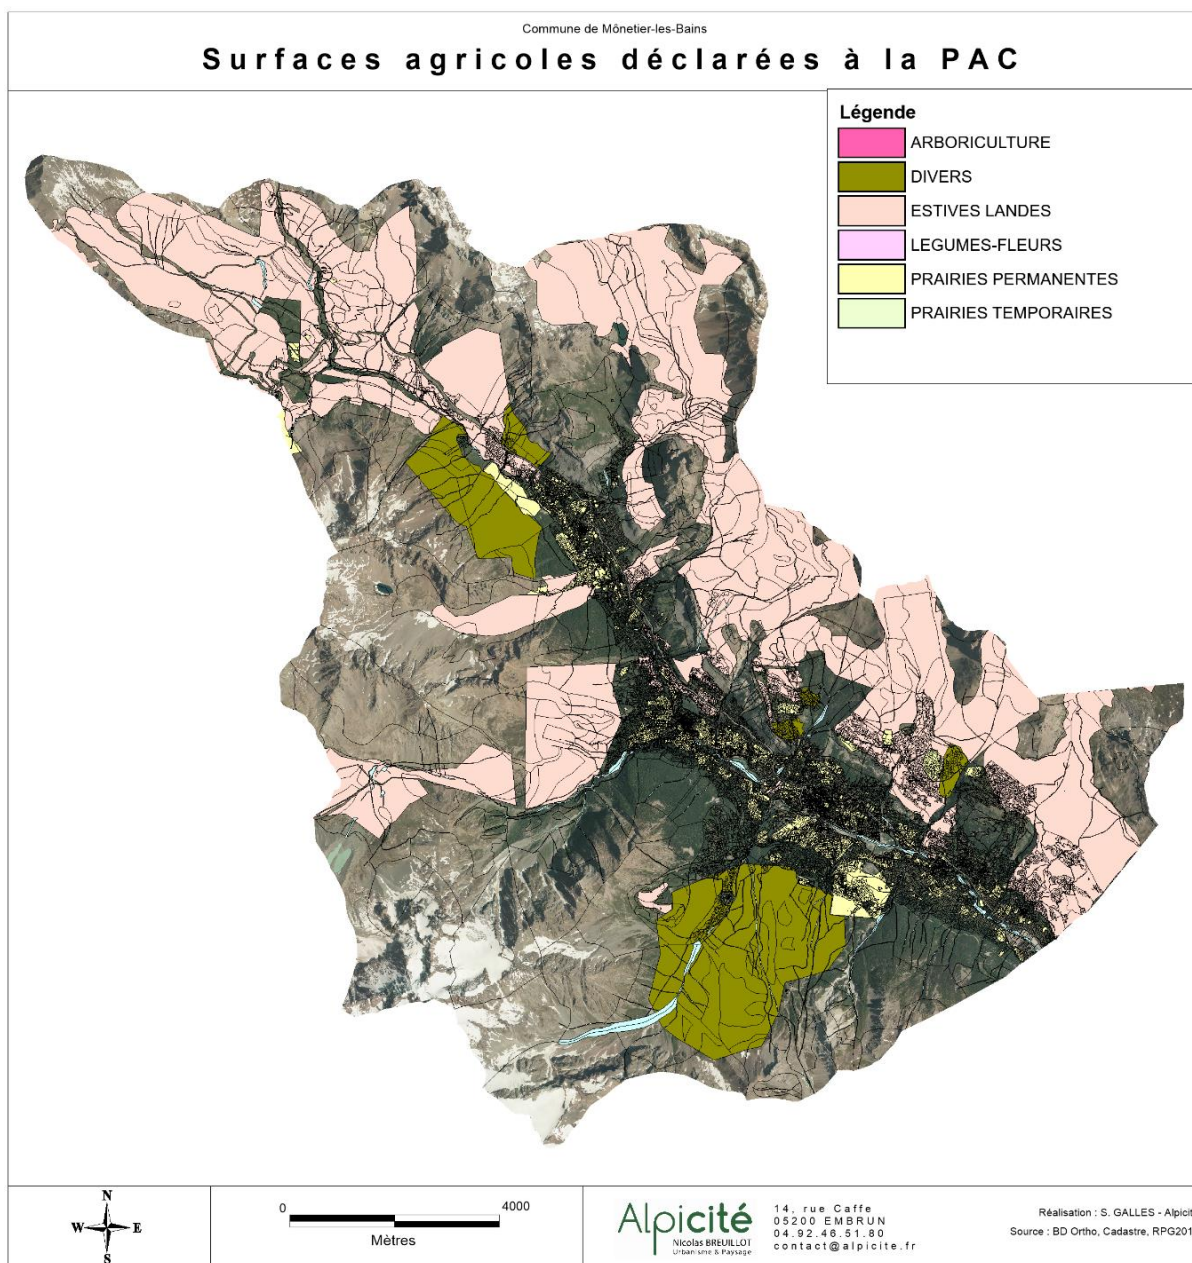 Commune de Mônetier-les-Bains
Surfaces agricoles déclarées à la PAC
Légende
ARBORICULTURE
DIVERS
ESTIVES LANDES
LEGUMES-FLEURS
PRAIRIES PERMANENTES
PRAIRIES TEMPORAIRES
N
W E
S
0 4000
Mètres
Alpicité
Nicolas BREUILLOT
Urbanisme & Paysage
14, rue Caffe
05200 EMBRUN
04.92.46.51.80
contact@alpicite.fr
Réalisation : S. GALLES - Alpicit
Source : BD Ortho, Cadastre, RPG201